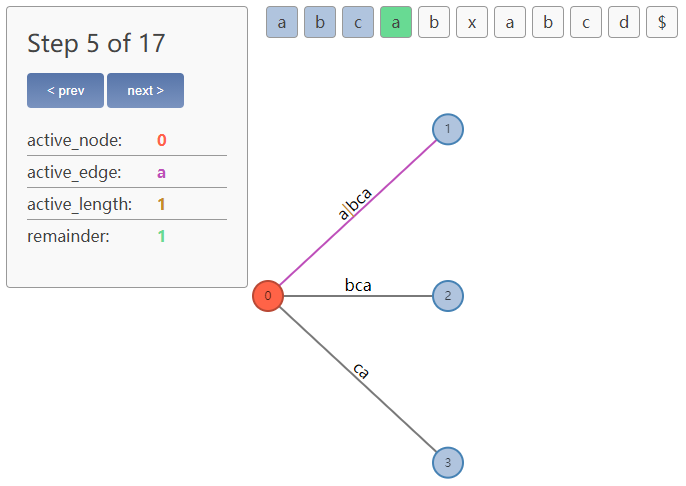 Step 5 of 17
< prev next >
active_node: 0
active_edge: a
active_length: 1
remainder: 1
a b c a b x a b c d $
1
a|bca
0
bca
2
ca
3